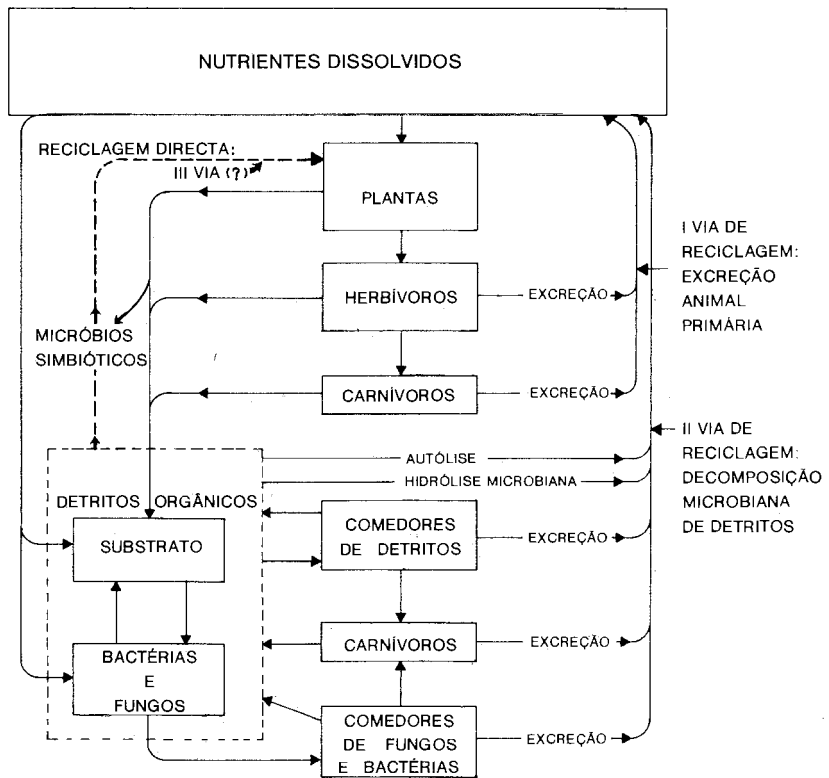 NUTRIENTES DISSOLVIDOS
RECICLAGEM DIRECTA:
III VIA (?)
PLANTAS
I VIA DE
RECICLAGEM:
EXCREÇÃO
ANIMAL
PRIMÁRIA
HERBÍVOROS
EXCREÇÃO
MICRÓBIOS
SIMBIÓTICOS
CARNÍVOROS
EXCREÇÃO
II VIA DE
RECICLAGEM:
DECOMPOSIÇÃO
MICROBIANA
DE DETRITOS
AUTÓLISE
HIDRÓLISE MICROBIANA
DETRITOS ORGÂNICOS
SUBSTRATO
COMEDORES
DE DETRITOS
EXCREÇÃO
BACTÉRIAS
E
FUNGOS
CARNÍVOROS
EXCREÇÃO
COMEDORES
DE FUNGOS
E BACTÉRIAS
EXCREÇÃO